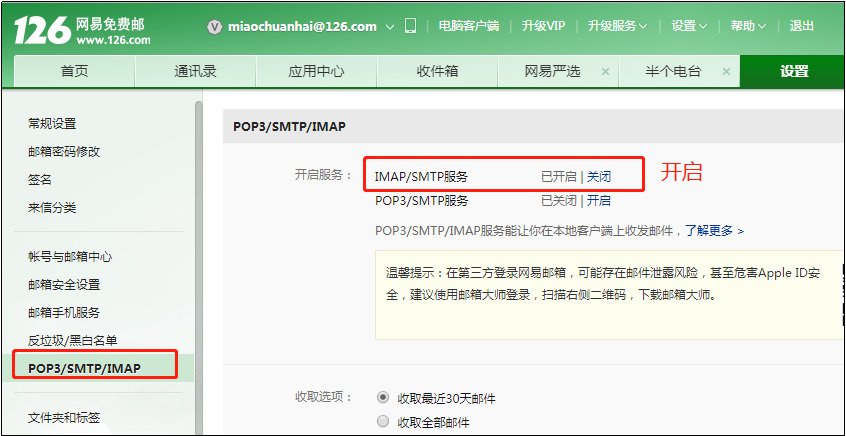 126 网易免费邮
www.126.com
miaochuanhai@126.com
电脑客户端 | 升级VIP | 升级服务 | 设置 | 帮助 | 退出
首页 通讯录 应用中心 收件箱 网易严选 × 半个电台 × 设置
常规设置
邮箱密码修改
签名
来信分类
帐号与邮箱中心
邮箱安全设置
邮箱手机服务
反垃圾/黑白名单
POP3/SMTP/IMAP
文件夹和标签
POP3/SMTP/IMAP
开启服务： IMAP/SMTP服务 已开启 | 关闭 开启
POP3/SMTP服务 已关闭 | 开启
POP3/SMTP/IMAP服务能让你在本地客户端上收发邮件，了解更多 >
温馨提示：在第三方登录网易邮箱，可能存在邮件泄露风险，甚至危害Apple ID安
全，建议使用邮箱大师登录，扫描右侧二维码，下载邮箱大师。
收取选项： 收取最近30天邮件
收取全部邮件